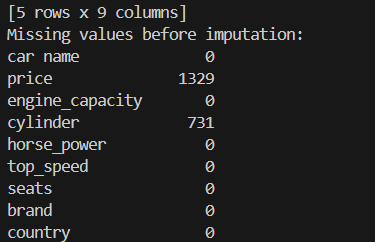 [5 rows x 9 columns]
Missing values before imputation:
car name 0
price 1329
engine_capacity 0
cylinder 731
horse_power 0
top_speed 0
seats 0
brand 0
country 0